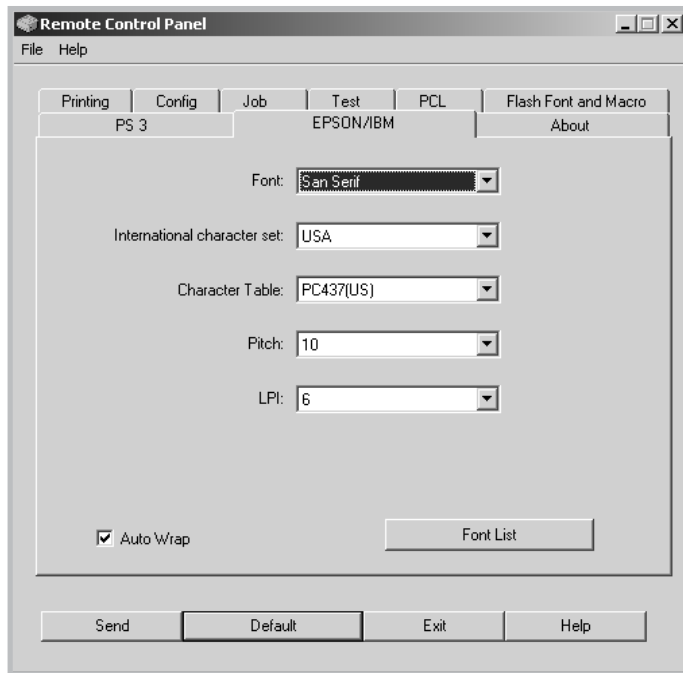 Remote Control Panel
File Help
Printing Config Job Test PCL Flash Font and Macro
PS 3 EPSON/IBM About
Font: San Serif
International character set: USA
Character Table: PC437(US)
Pitch: 10
LPI: 6
Auto Wrap Font List
Send Default Exit Help